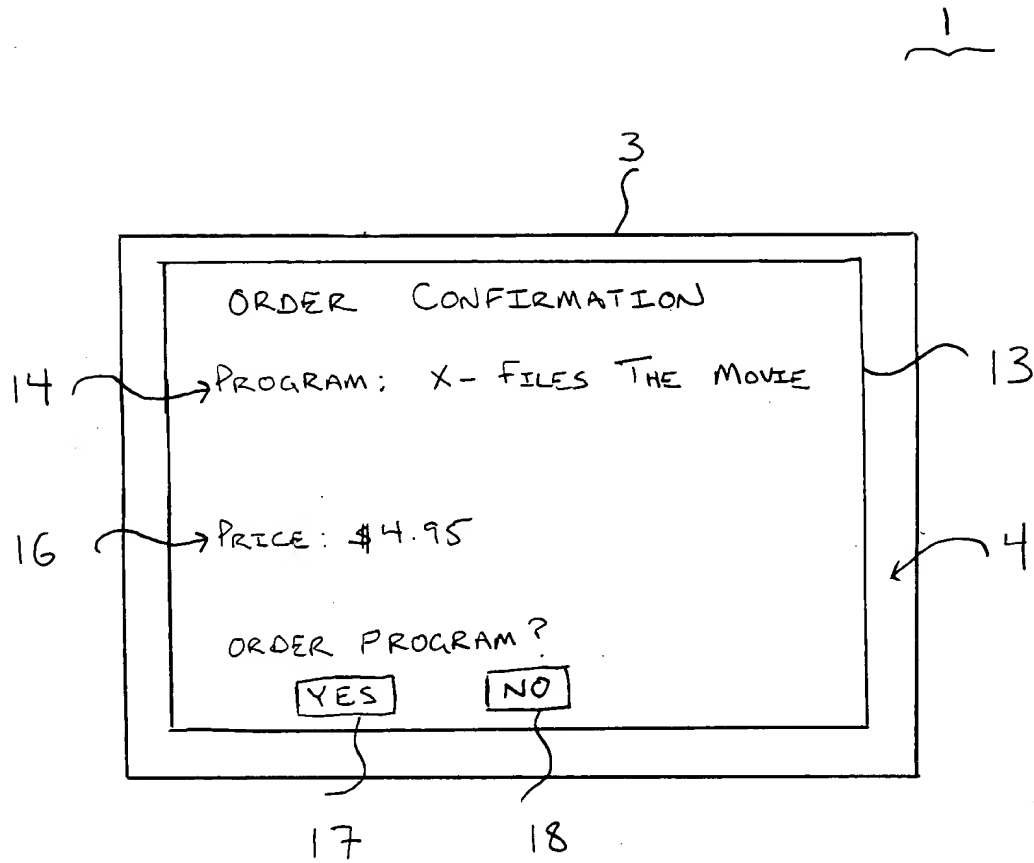 1
3
ORDER CONFIRMATION
14 PROGRAM: X-FILES THE MOVIE 13
16 PRICE: $4.95 4
ORDER PROGRAM?
YES NO
17 18